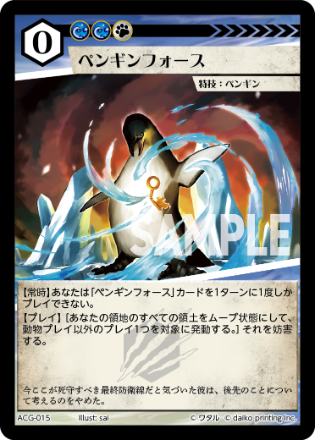 0
ペンギンフォース
特技：ペンギン
SAMPLE
【常時】あなたは「ペンギンフォース」カードを1ターンに1度しか
プレイできない。
【プレイ】［あなたの領地のすべての領土をムーブ状態にして、
動物プレイ以外のプレイ1つを対象に発動する。］それを妨害
する。
今ここが死守すべき最終防衛線だと気づいた彼は、後先のことについ
て考えるのをやめた。
ACG-015 Illust: sai © ワタル © daiko printing inc.